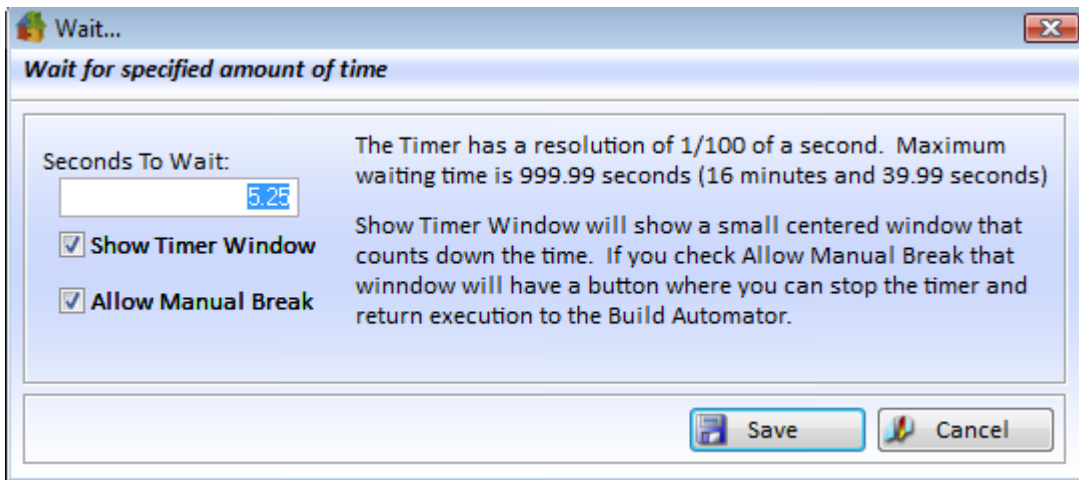 Wait...
Wait for specified amount of time
Seconds To Wait:
5.25
Show Timer Window
Allow Manual Break
The Timer has a resolution of 1/100 of a second.  Maximum
waiting time is 999.99 seconds (16 minutes and 39.99 seconds)
Show Timer Window will show a small centered window that
counts down the time.  If you check Allow Manual Break that
winndow will have a button where you can stop the timer and
return execution to the Build Automator.
Save
Cancel